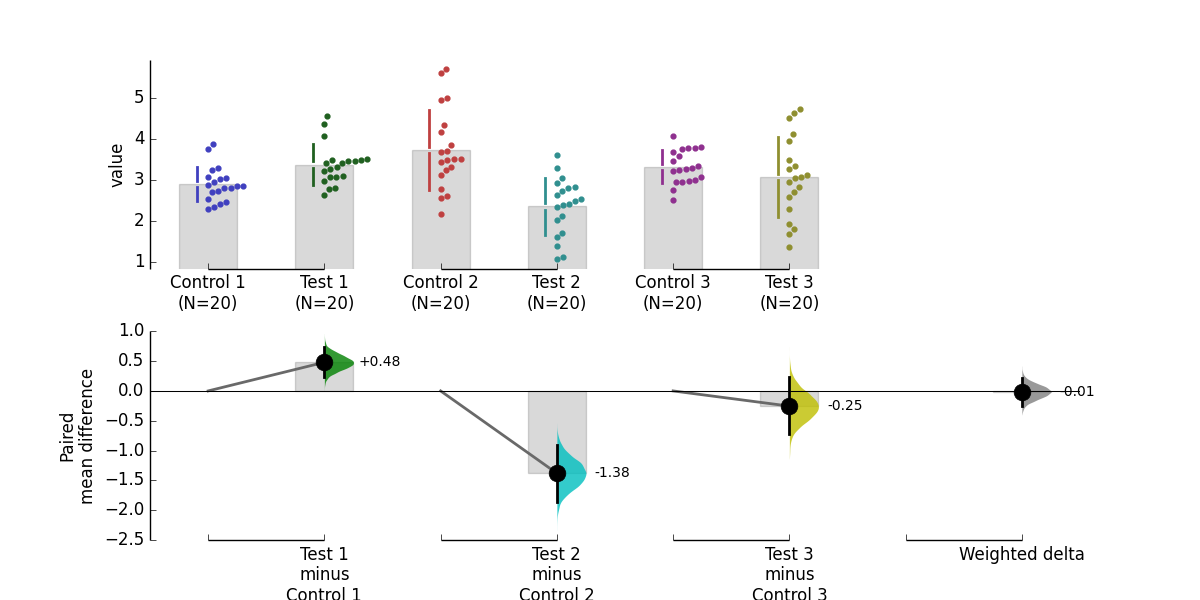 value
5
4
3
2
1
Control 1
(N=20)
Test 1
(N=20)
Control 2
(N=20)
Test 2
(N=20)
Control 3
(N=20)
Test 3
(N=20)
Paired
mean difference
1.0
0.5
0.0
−0.5
−1.0
−1.5
−2.0
−2.5
+0.48
-1.38
-0.25
-0.01
Test 1
minus
Control 1
Test 2
minus
Control 2
Test 3
minus
Control 3
Weighted delta